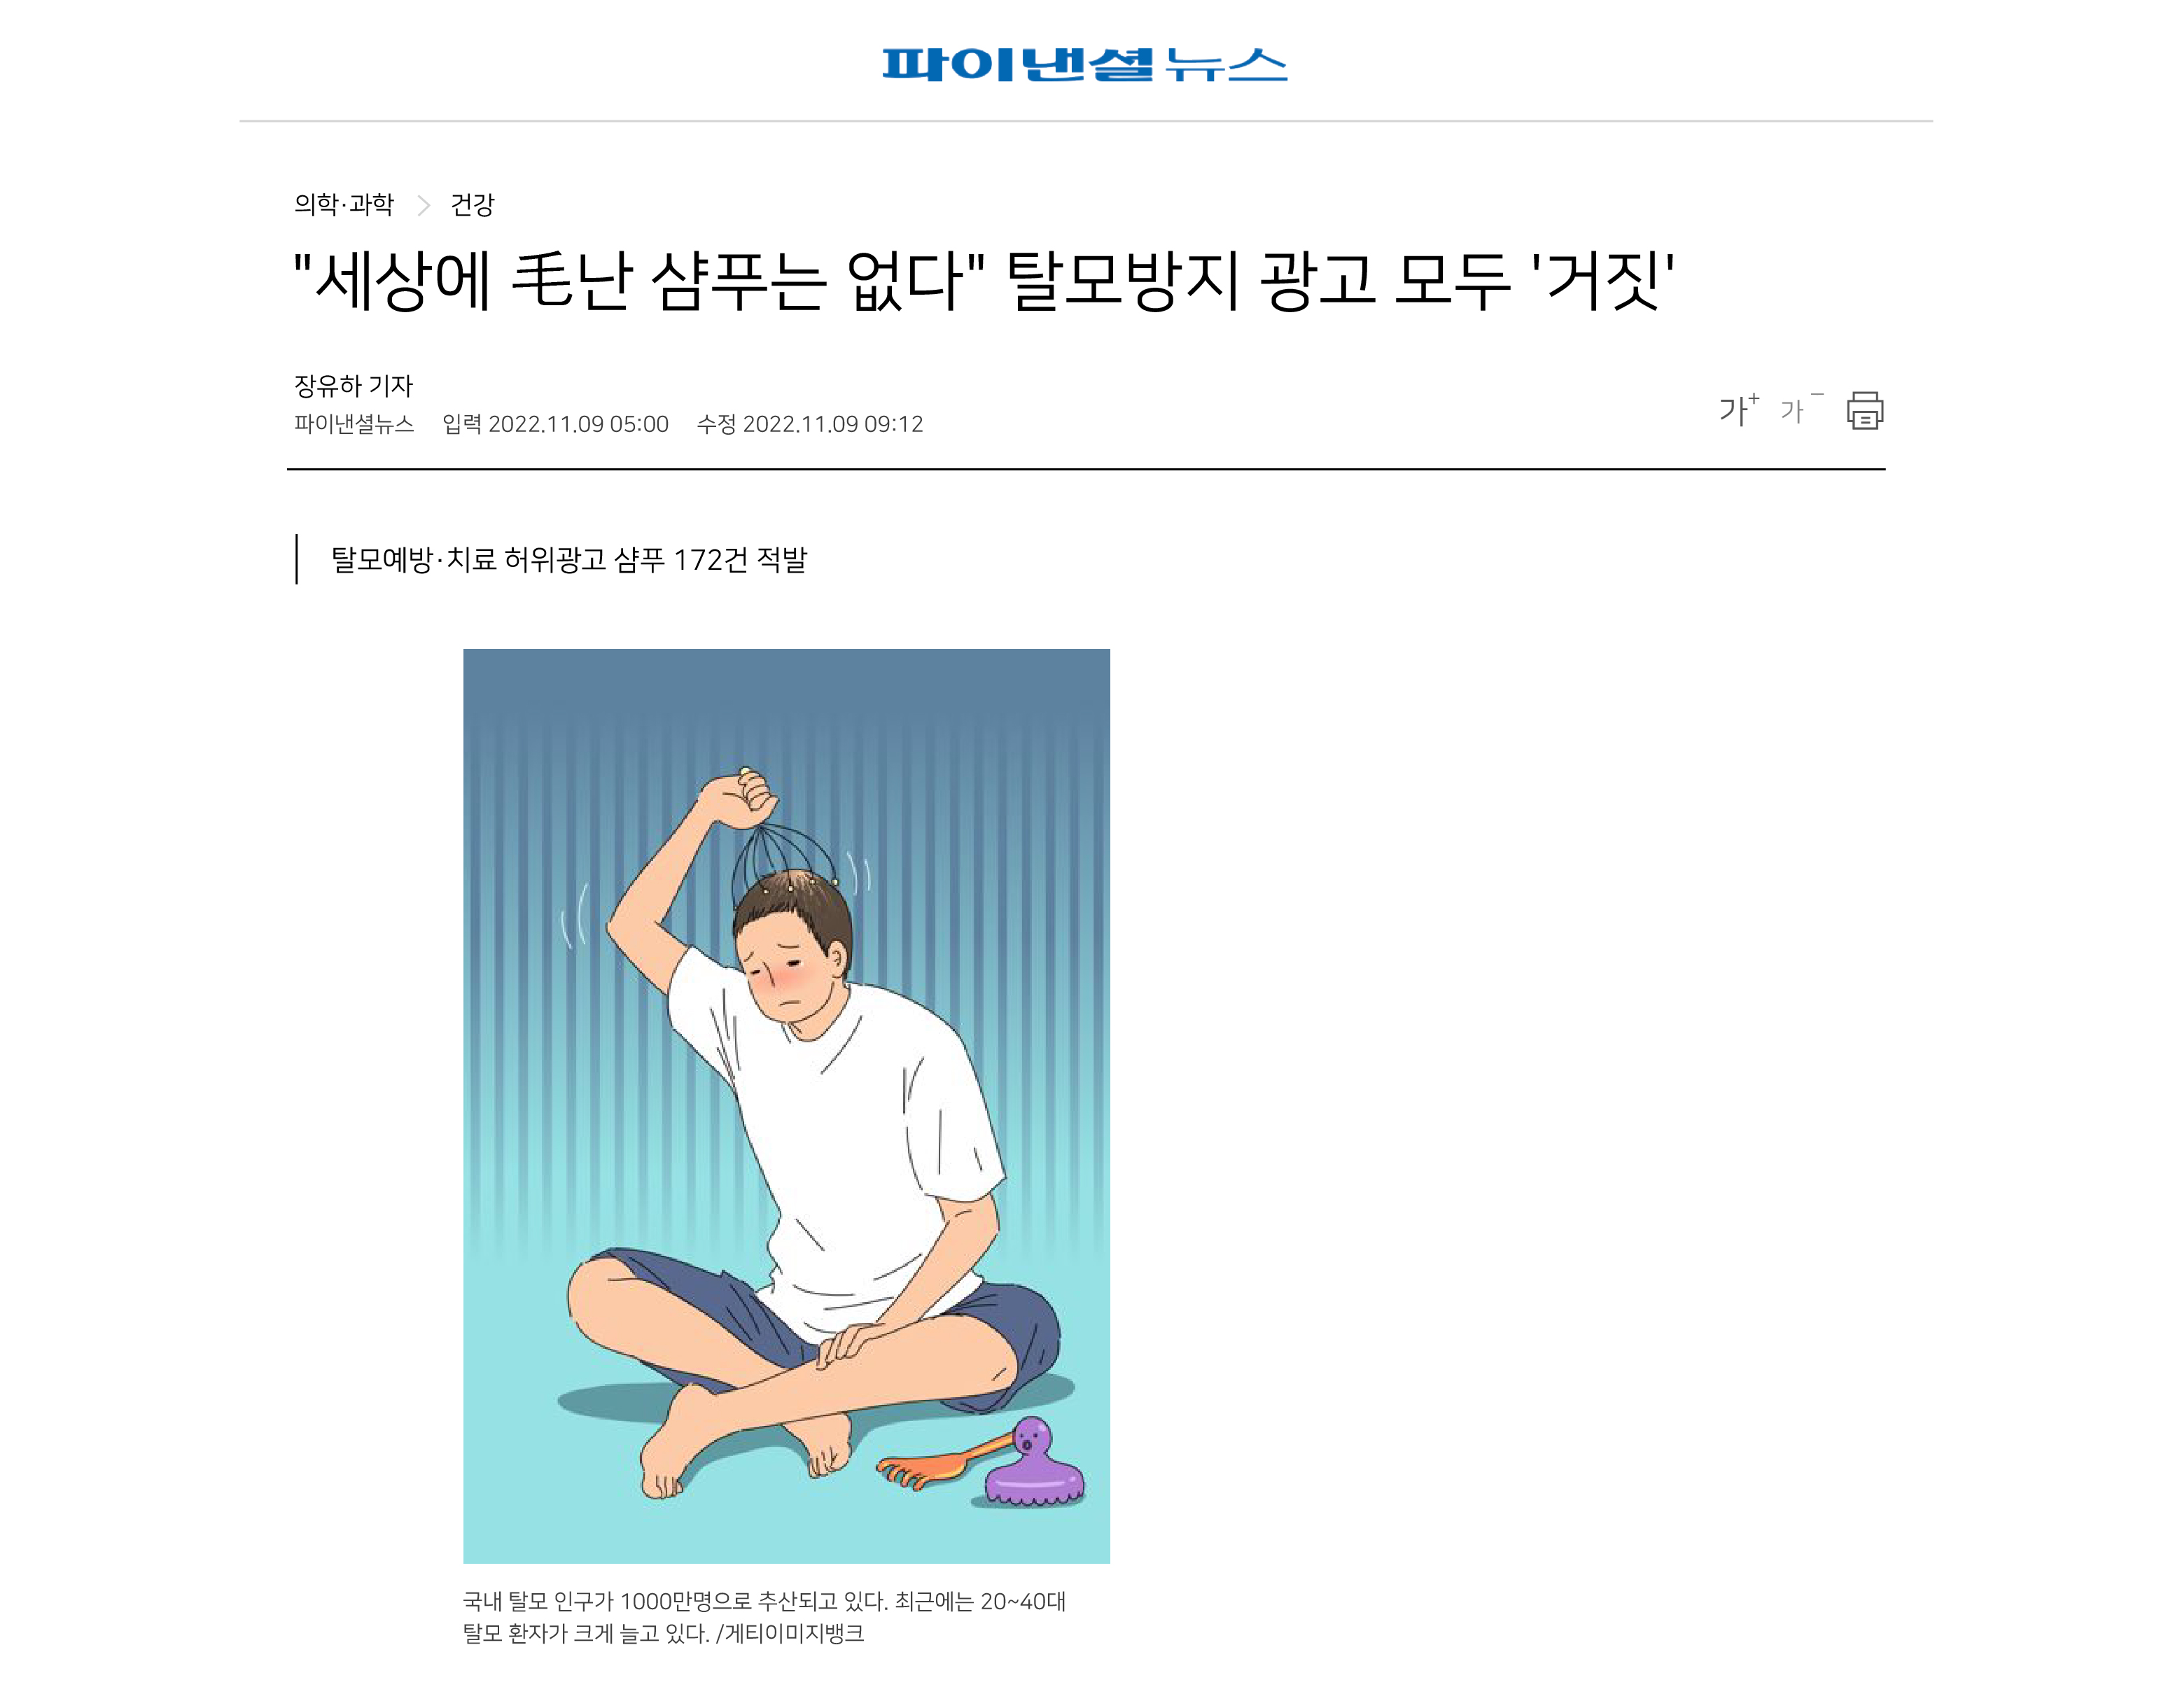 파이낸셜뉴스
의학·과학 > 건강
"세상에 毛난 샴푸는 없다" 탈모방지 광고 모두 '거짓'
장유하 기자
파이낸셜뉴스 입력 2022.11.09 05:00 수정 2022.11.09 09:12
가+ 가-
탈모예방·치료 허위광고 샴푸 172건 적발
국내 탈모 인구가 1000만명으로 추산되고 있다. 최근에는 20~40대
탈모 환자가 크게 늘고 있다. /게티이미지뱅크